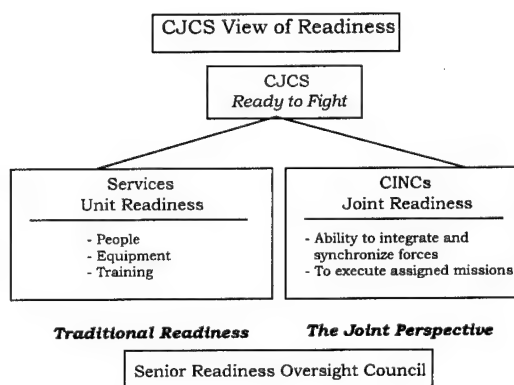 CJCS View of Readiness
CJCS
Ready to Fight
Services
Unit Readiness
- People
- Equipment
- Training
CINCs
Joint Readiness
- Ability to integrate and
synchronize forces
- To execute assigned missions
Traditional Readiness
The Joint Perspective
Senior Readiness Oversight Council